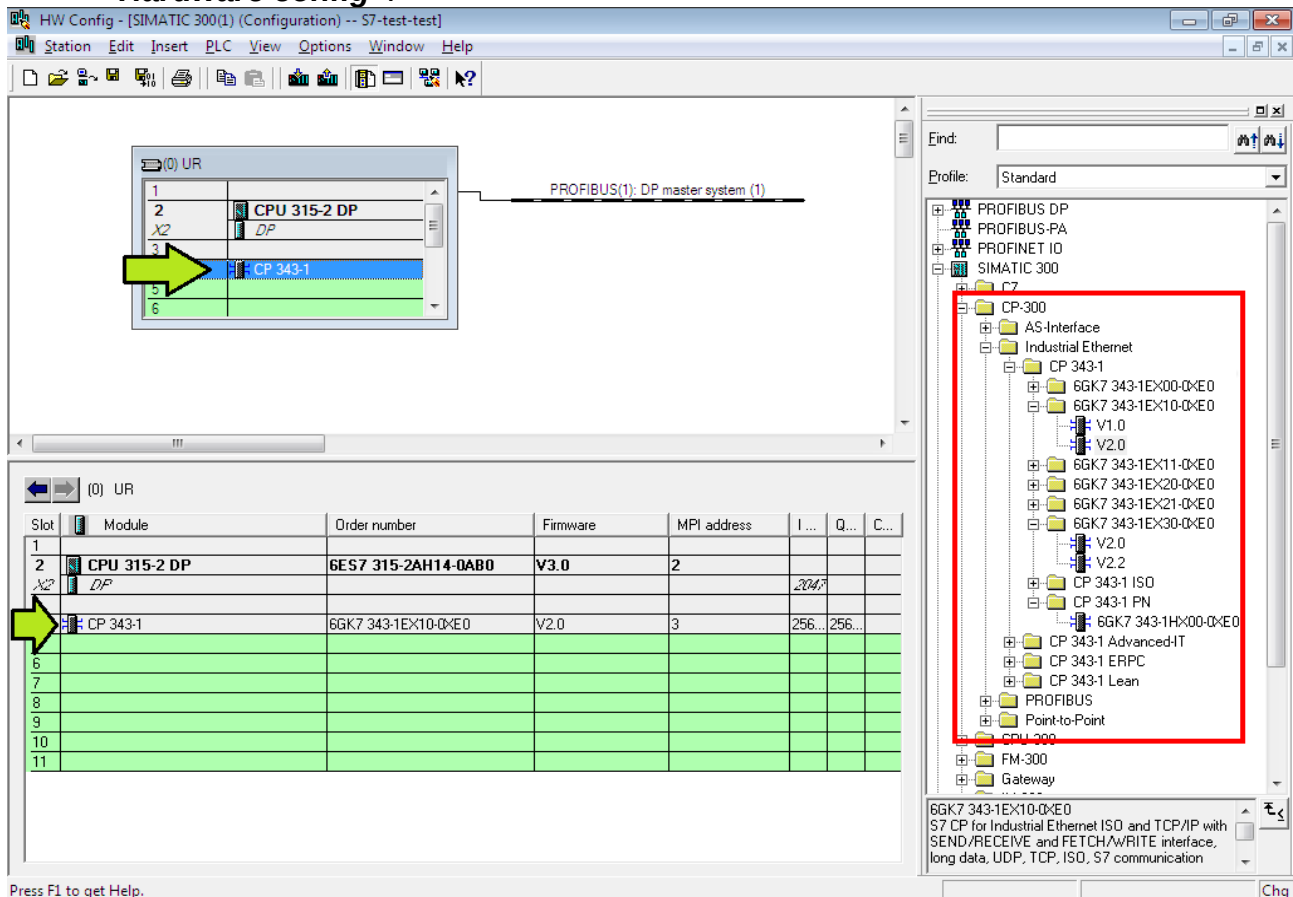 HW Config - [SIMATIC 300(1) (Configuration) -- S7-test-test]
Station Edit Insert PLC View Options Window Help
(0) UR
1
2 CPU 315-2 DP
X2 DP
3
CP 343-1
5
6
PROFIBUS(1): DP master system (1)
Find:
Profile: Standard
PROFIBUS DP
PROFIBUS-PA
PROFINET IO
SIMATIC 300
C7
CP-300
AS-Interface
Industrial Ethernet
CP 343-1
6GK7 343-1EX00-0XE0
6GK7 343-1EX10-0XE0
V1.0
V2.0
6GK7 343-1EX11-0XE0
6GK7 343-1EX20-0XE0
6GK7 343-1EX21-0XE0
6GK7 343-1EX30-0XE0
V2.0
V2.2
CP 343-1 ISO
CP 343-1 PN
6GK7 343-1HX00-0XE0
CP 343-1 Advanced-IT
CP 343-1 ERPC
CP 343-1 Lean
PROFIBUS
Point-to-Point
CPU-300
FM-300
Gateway
6GK7 343-1EX10-0XE0
S7 CP for Industrial Ethernet ISO and TCP/IP with
SEND/RECEIVE and FETCH/WRITE interface,
long data, UDP, TCP, ISO, S7 communication
(0) UR
Slot Module Order number Firmware MPI address I ... Q... C...
1
2 CPU 315-2 DP 6ES7 315-2AH14-0AB0 V3.0 2
X2 DP 2047
CP 343-1 6GK7 343-1EX10-0XE0 V2.0 3 256... 256...
6
7
8
9
10
11
Press F1 to get Help.
Chg